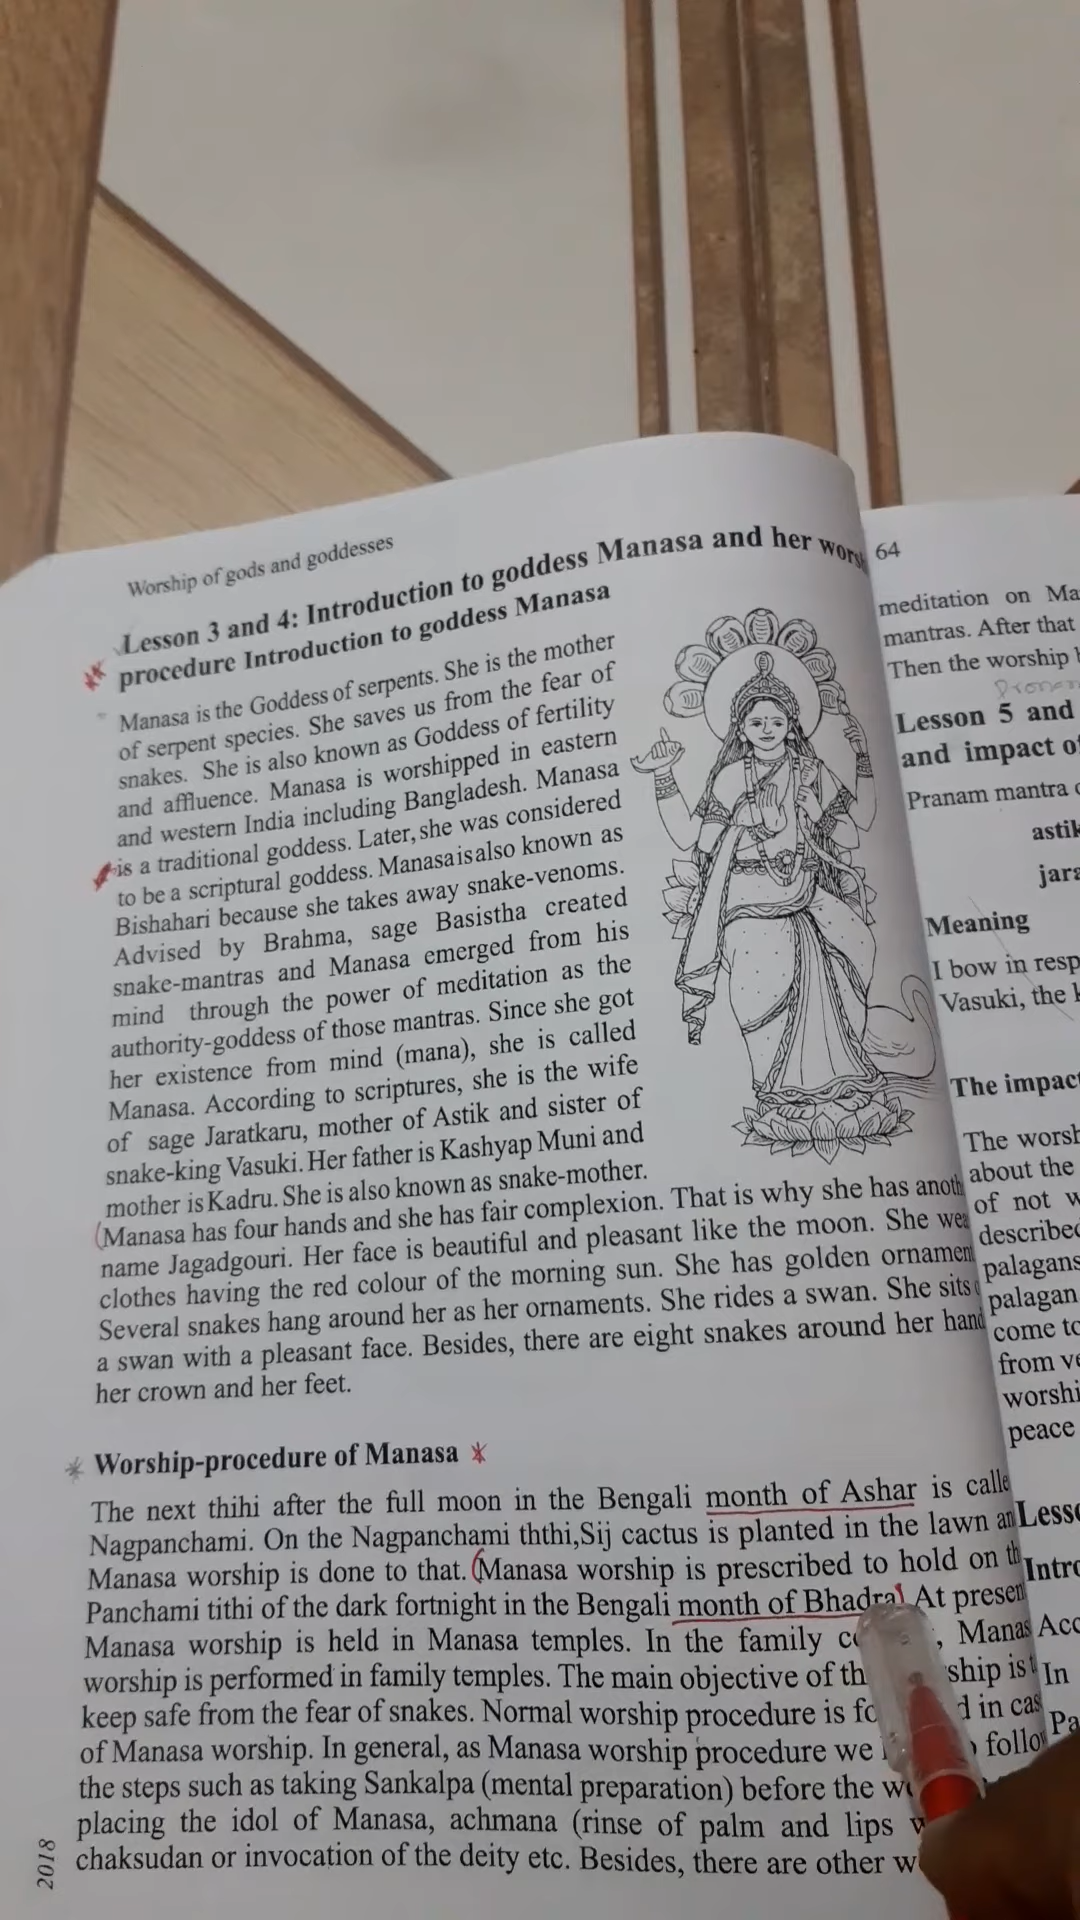 Worship of gods and goddesses
Lesson 3 and 4: Introduction to goddess Manasa and her
procedure Introduction to goddess Manasa
Manasa is the Goddess of serpents. She is the mother
of serpent species. She saves us from the fear of
snakes. She is also known as Goddess of fertility
and affluence. Manasa is worshipped in eastern
and western India including Bangladesh. Manasa
is a traditional goddess. Later, she was considered
to be a scriptural goddess. Manasa is also known as
Bishahari because she takes away snake-venoms.
Advised by Brahma, sage Basistha created
snake-mantras and Manasa emerged from his
mind through the power of meditation as the
authority-goddess of those mantras. Since she got
her existence from mind (mana), she is called
Manasa. According to scriptures, she is the wife
of sage Jaratkaru, mother of Astik and sister of
snake-king Vasuki. Her father is Kashyap Muni and
mother is Kadru. She is also known as snake-mother.
Manasa has four hands and she has fair complexion. That is why she has
name Jagadgouri. Her face is beautiful and pleasant like the moon. She
clothes having the red colour of the morning sun. She has golden
Several snakes hang around her as her ornaments. She rides a swan. She sits
a swan with a pleasant face. Besides, there are eight snakes around her
her crown and her feet.
Worship-procedure of Manasa
The next thihi after the full moon in the Bengali month of Ashar is
Nagpanchami. On the Nagpanchami ththi,Sij cactus is planted in the lawn
Manasa worship is done to that. (Manasa worship is prescribed to hold on
Panchami tithi of the dark fortnight in the Bengali month of Bhadra) At
Manasa worship is held in Manasa temples. In the family
worship is performed in family temples. The main objective of is
keep safe from the fear of snakes. Normal worship procedure is in
of Manasa worship. In general, as Manasa worship procedure we
the steps such as taking Sankalpa (mental preparation) before the
placing the idol of Manasa, achmana (rinse of palm and lips
chaksudan or invocation of the deity etc. Besides, there are other
2018
64
meditation on
mantras. After that
Then the worship
Lesson 5 and
and impact
Pranam mantra
Meaning
I bow in
Vasuki, the
The
The
about the
of not
come
from
peace
In